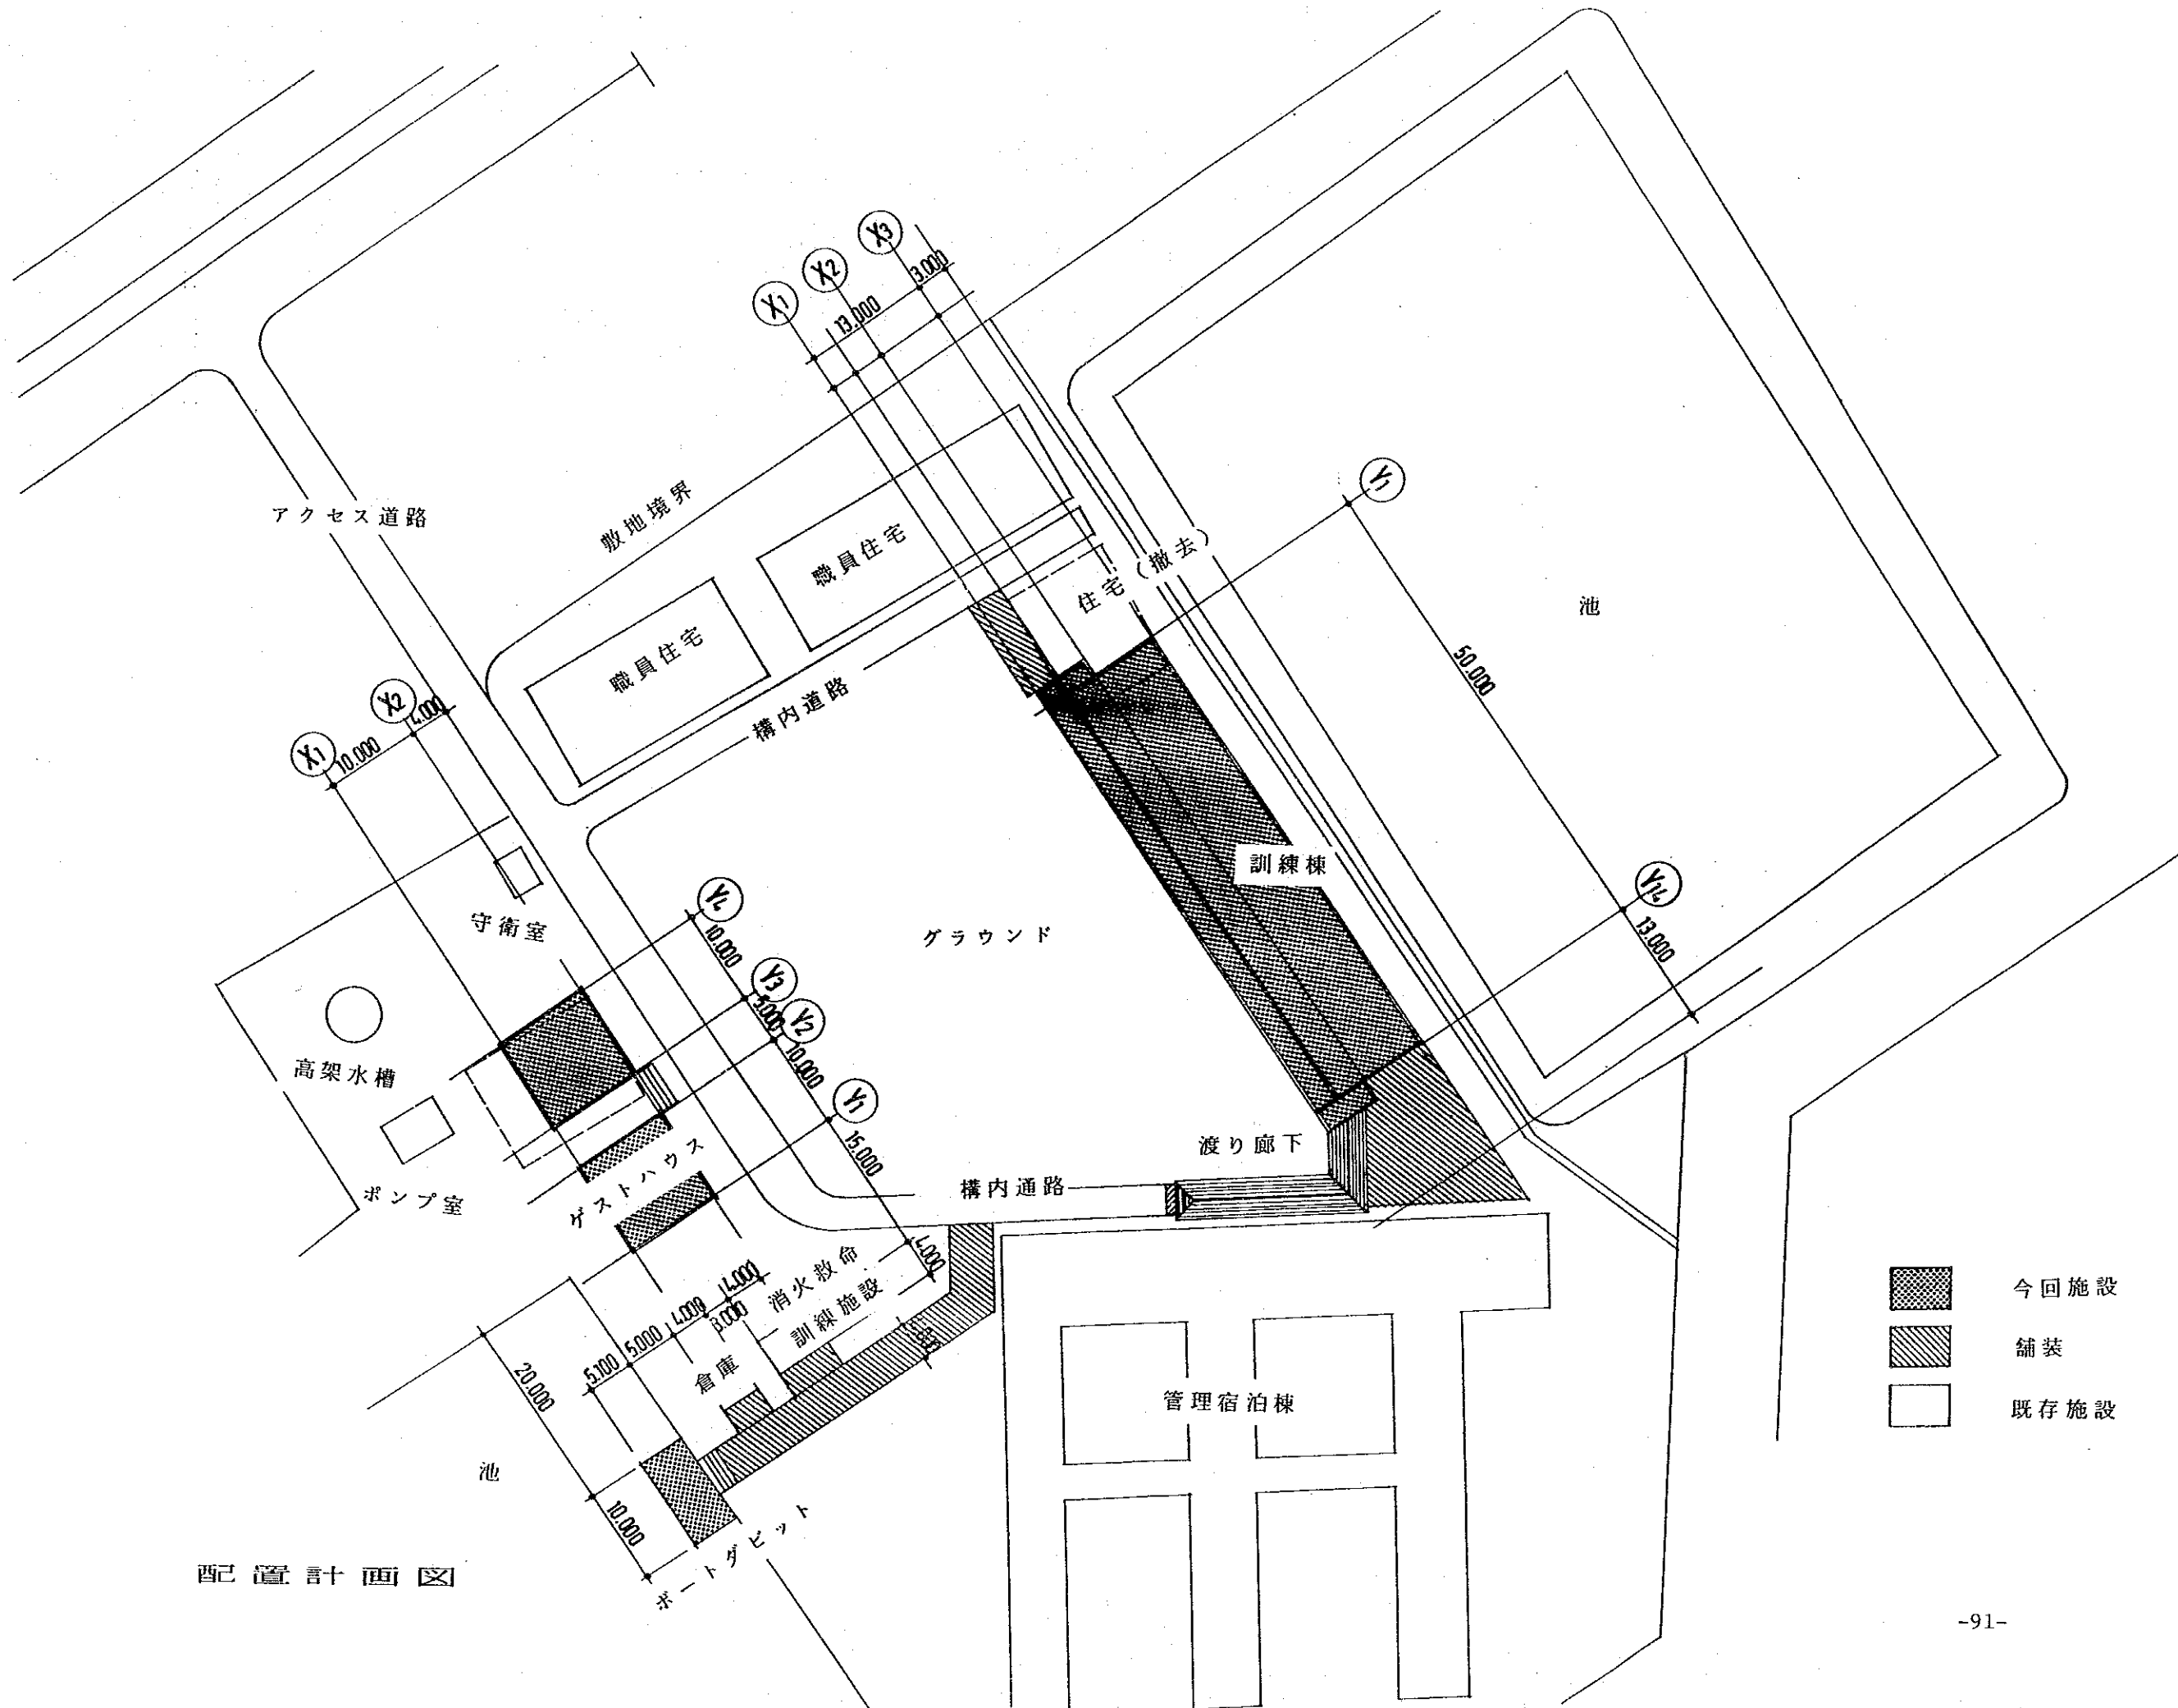 X1
X2
X3
13.000
3.000
アクセス道路
敷地境界
職員住宅
職員住宅
住宅(撤去)
構内道路
Y1
50.000
池
X1
X2
10.000
4.000
守衛室
高架水槽
ポンプ室
グラウンド
訓練棟
Y14
13.000
Y3
Y2
Y1
10.000
5.000
10.000
15.000
4.000
ゲストハウス
渡り廊下
構内通路
消火救命
訓練施設
倉庫
5.100
5.000
4.000
3.000
4.000
20.000
10.000
池
ボートダビット
管理宿泊棟
今回施設
舗装
既存施設
配置計画図
-91-